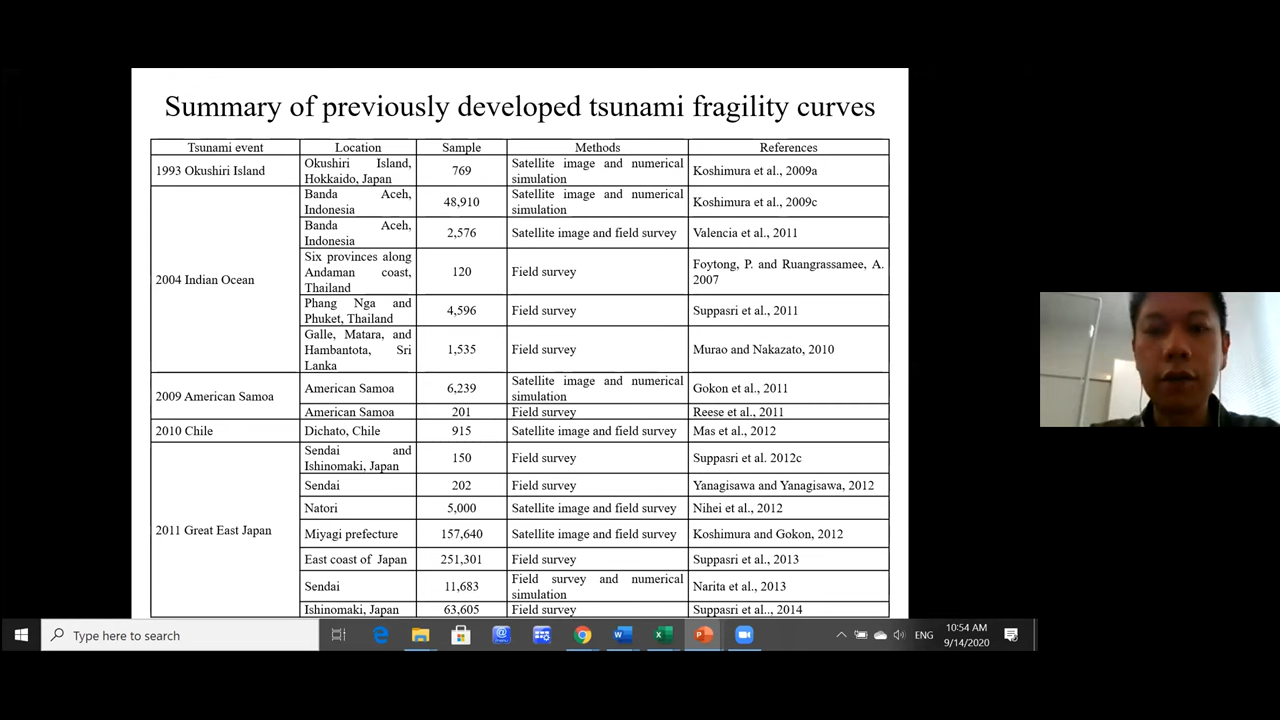 Summary of previously developed tsunami fragility curves
Tsunami event Location Sample Methods References
1993 Okushiri Island
Okushiri Island,
Hokkaido, Japan
769
Satellite image and numerical
simulation
Koshimura et al., 2009a
2004 Indian Ocean
Banda Aceh,
Indonesia
48,910
Satellite image and numerical
simulation
Koshimura et al., 2009c
Banda Aceh,
Indonesia
2,576
Satellite image and field survey
Valencia et al., 2011
Six provinces along
Andaman coast,
Thailand
120
Field survey
Foytong, P. and Ruangrassamee, A.
2007
Phang Nga and
Phuket, Thailand
4,596
Field survey
Suppasri et al., 2011
Galle, Matara, and
Hambantota, Sri
Lanka
1,535
Field survey
Murao and Nakazato, 2010
2009 American Samoa
American Samoa
6,239
Satellite image and numerical
simulation
Gokon et al., 2011
American Samoa
201
Field survey
Reese et al., 2011
2010 Chile
Dichato, Chile
915
Satellite image and field survey
Mas et al., 2012
2011 Great East Japan
Sendai and
Ishinomaki, Japan
150
Field survey
Suppasri et al. 2012c
Sendai
202
Field survey
Yanagisawa and Yanagisawa, 2012
Natori
5,000
Satellite image and field survey
Nihei et al., 2012
Miyagi prefecture
157,640
Satellite image and field survey
Koshimura and Gokon, 2012
East coast of Japan
251,301
Field survey
Suppasri et al., 2013
Sendai
11,683
Field survey and numerical
simulation
Narita et al., 2013
Ishinomaki, Japan
63,605
Field survey
Suppasri et al.., 2014
Type here to search
ENG
10:54 AM
9/14/2020